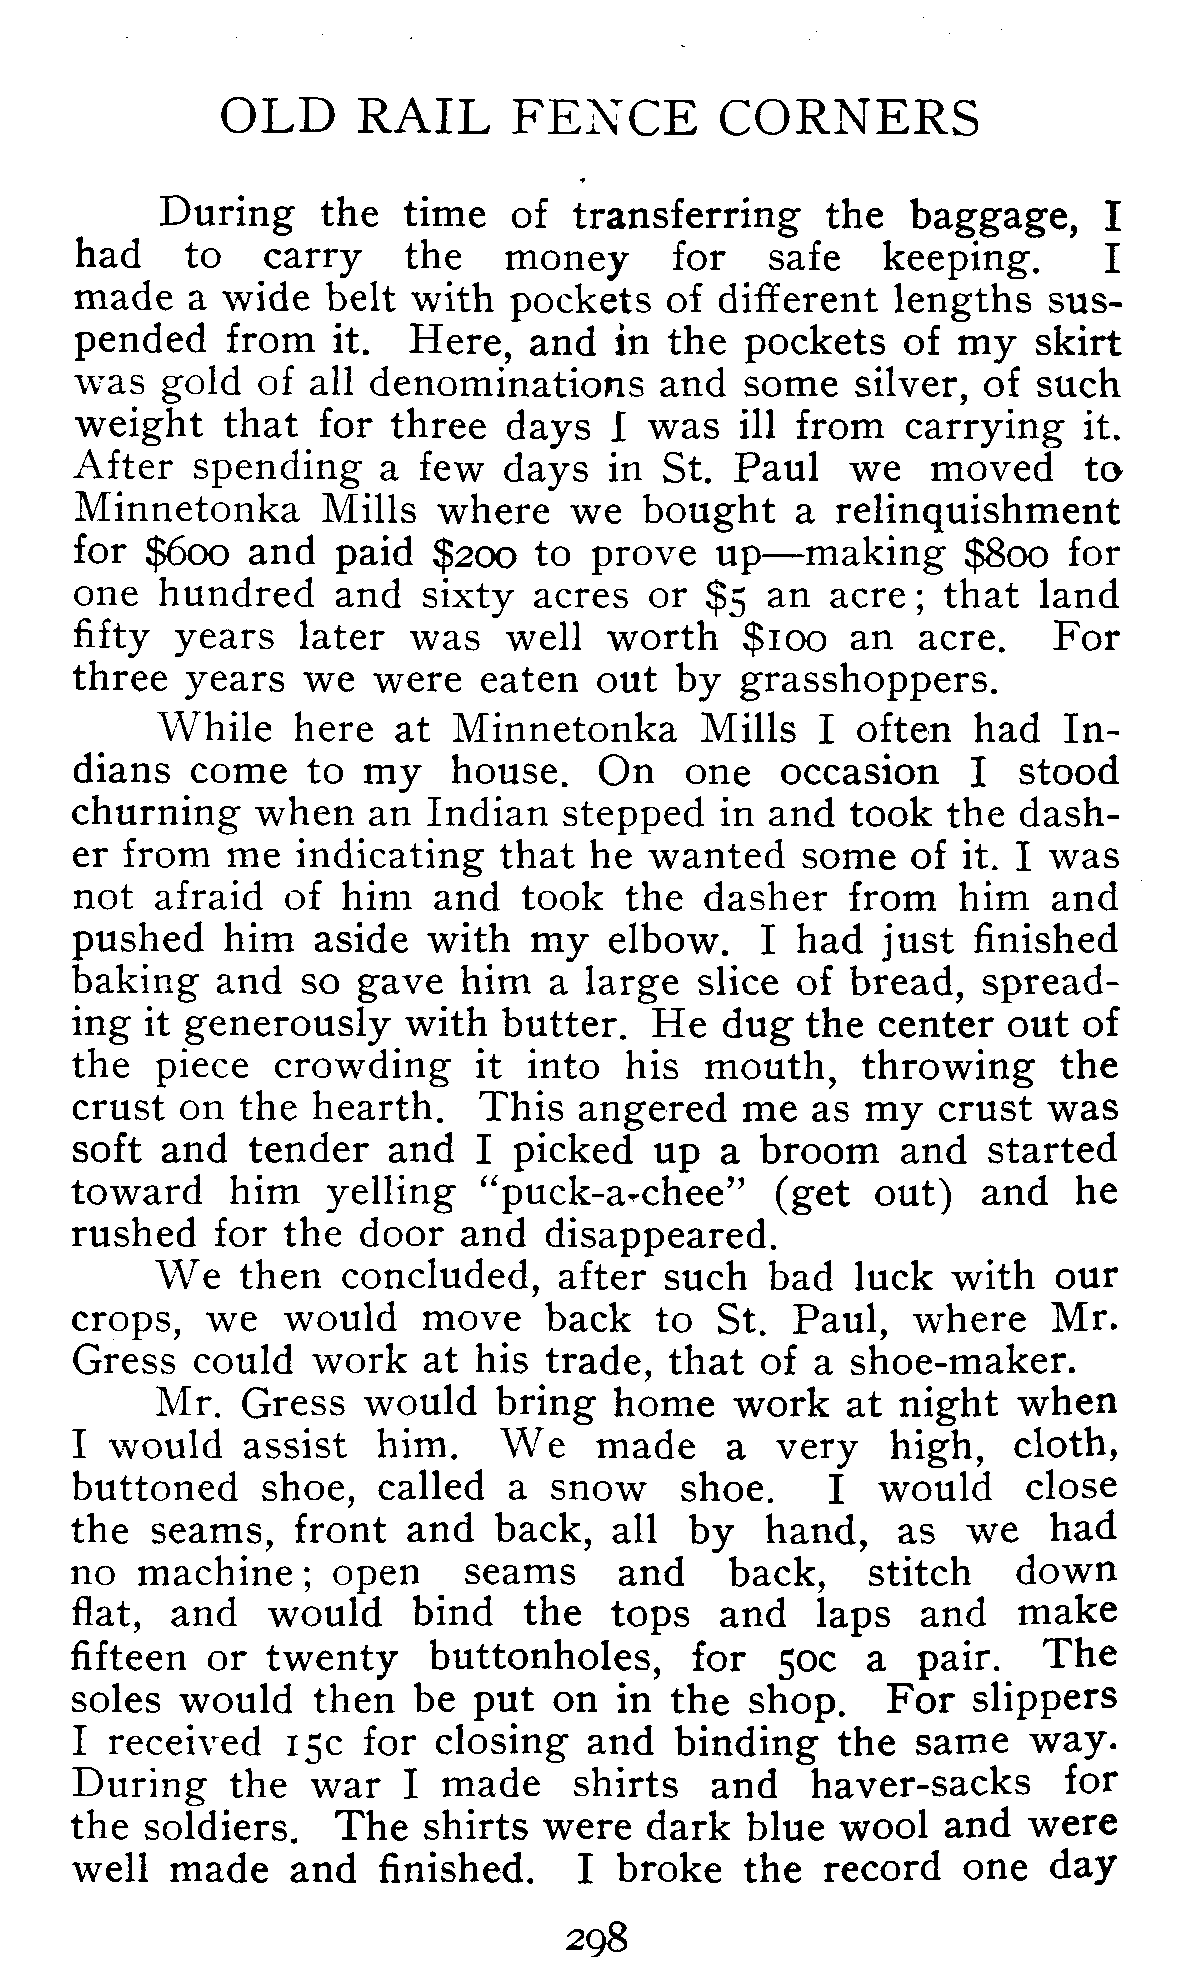 OLD RAIL FENCE CORNERS
During the time of transferring the baggage, I
had to carry the money for safe keeping. I
made a wide belt with pockets of different lengths sus-
pended from it. Here, and in the pockets of my skirt
was gold of all denominations and some silver, of such
weight that for three days I was ill from carrying it.
After spending a few days in St. Paul we moved to
Minnetonka Mills where we bought a relinquishment
for $600 and paid $200 to prove up—making $800 for
one hundred and sixty acres or $5 an acre; that land
fifty years later was well worth $100 an acre. For
three years we were eaten out by grasshoppers.
While here at Minnetonka Mills I often had In-
dians come to my house. On one occasion I stood
churning when an Indian stepped in and took the dash-
er from me indicating that he wanted some of it. I was
not afraid of him and took the dasher from him and
pushed him aside with my elbow. I had just finished
baking and so gave him a large slice of bread, spread-
ing it generously with butter. He dug the center out of
the piece crowding it into his mouth, throwing the
crust on the hearth. This angered me as my crust was
soft and tender and I picked up a broom and started
toward him yelling "puck-a-chee" (get out) and he
rushed for the door and disappeared.
We then concluded, after such bad luck with our
crops, we would move back to St. Paul, where Mr.
Gress could work at his trade, that of a shoe-maker.
Mr. Gress would bring home work at night when
I would assist him. We made a very high, cloth,
buttoned shoe, called a snow shoe. I would close
the seams, front and back, all by hand, as we had
no machine; open seams and back, stitch down
flat, and would bind the tops and laps and make
fifteen or twenty buttonholes, for 50c a pair. The
soles would then be put on in the shop. For slippers
I received 15c for closing and binding the same way.
During the war I made shirts and haver-sacks for
the soldiers. The shirts were dark blue wool and were
well made and finished. I broke the record one day
298